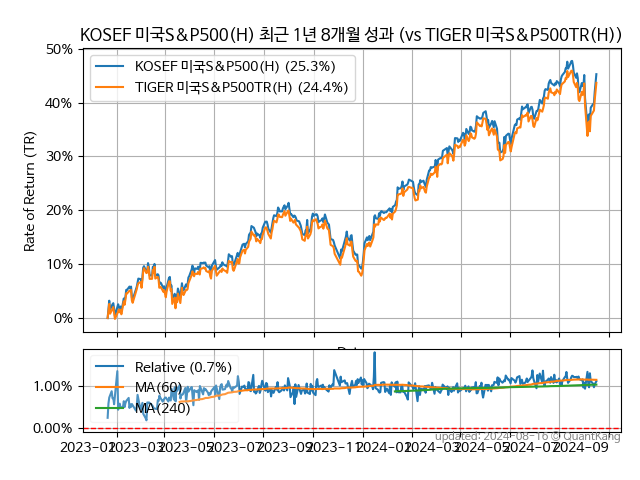 KOSEF 미국S&P500(H) 최근 1년 8개월 성과 (vs TIGER 미국S&P500TR(H))
50%
40%
30%
20%
10%
0%
Rate of Return (TR)
KOSEF 미국S&P500(H) (25.3%)
TIGER 미국S&P500TR(H) (24.4%)
1.00%
0.00%
Relative (0.7%)
MA(60)
MA(240)
2023-01 2023-03 2023-05 2023-07 2023-09 2023-11 2024-01 2024-03 2024-05 2024-07 2024-09
updated: 2024-08-16 © QuantKang